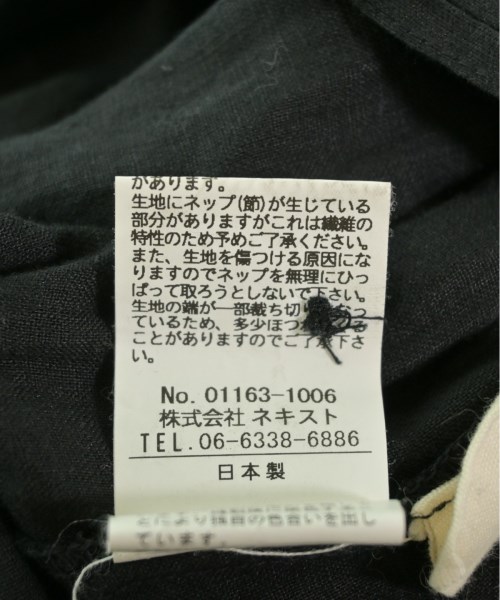 があります。
生地にネップ(節)が生じている
部分がありますがこれは繊維の
特性のため予めご了承ください。
また、生地を傷つける原因にな
りますのでネップを無理にひっ
ぱって取ろうとしないで下さい。
生地の端が一部裁ち切り
ているため、多少ほつ
ことがありますのでご了承下さ
い。
No. 01163-1006
株式会社 ネキスト
TEL. 06-6338-6886
日本製
ています。